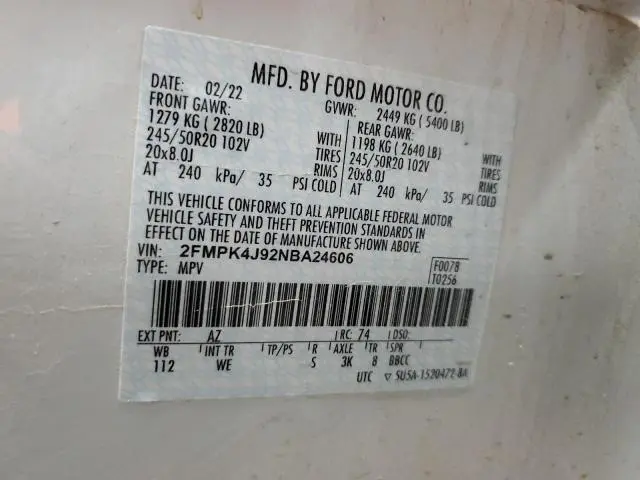 MFD. BY FORD MOTOR CO.
DATE: 02/22 GVWR: 2449 KG ( 5400 LB)
FRONT GAWR: REAR GAWR:
1279 KG ( 2820 LB) WITH 1198 KG ( 2640 LB) WITH
245/50R20 102V TIRES 245/50R20 102V TIRES
20x8.0J RIMS 20x8.0J RIMS
AT 240 kPa/ 35 PSI COLD AT 240 kPa/ 35 PSI COLD
THIS VEHICLE CONFORMS TO ALL APPLICABLE FEDERAL MOTOR
VEHICLE SAFETY AND THEFT PREVENTION STANDARDS IN
EFFECT ON THE DATE OF MANUFACTURE SHOWN ABOVE.
VIN: 2FMPK4J92NBA24606
TYPE: MPV
F0078
T0256
EXT PNT: AZ RC: 74 DSO:
WB INT TR TP/PS R AXLE TR SPR
112 WE S 3K 8 BBCC
UTC SU5A-1520472-BA